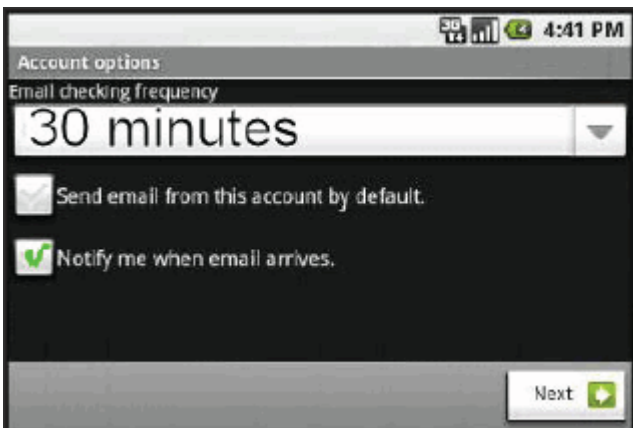 3G
4:41 PM
Account options
Email checking frequency
30 minutes
Send email from this account by default.
Notify me when email arrives.
Next